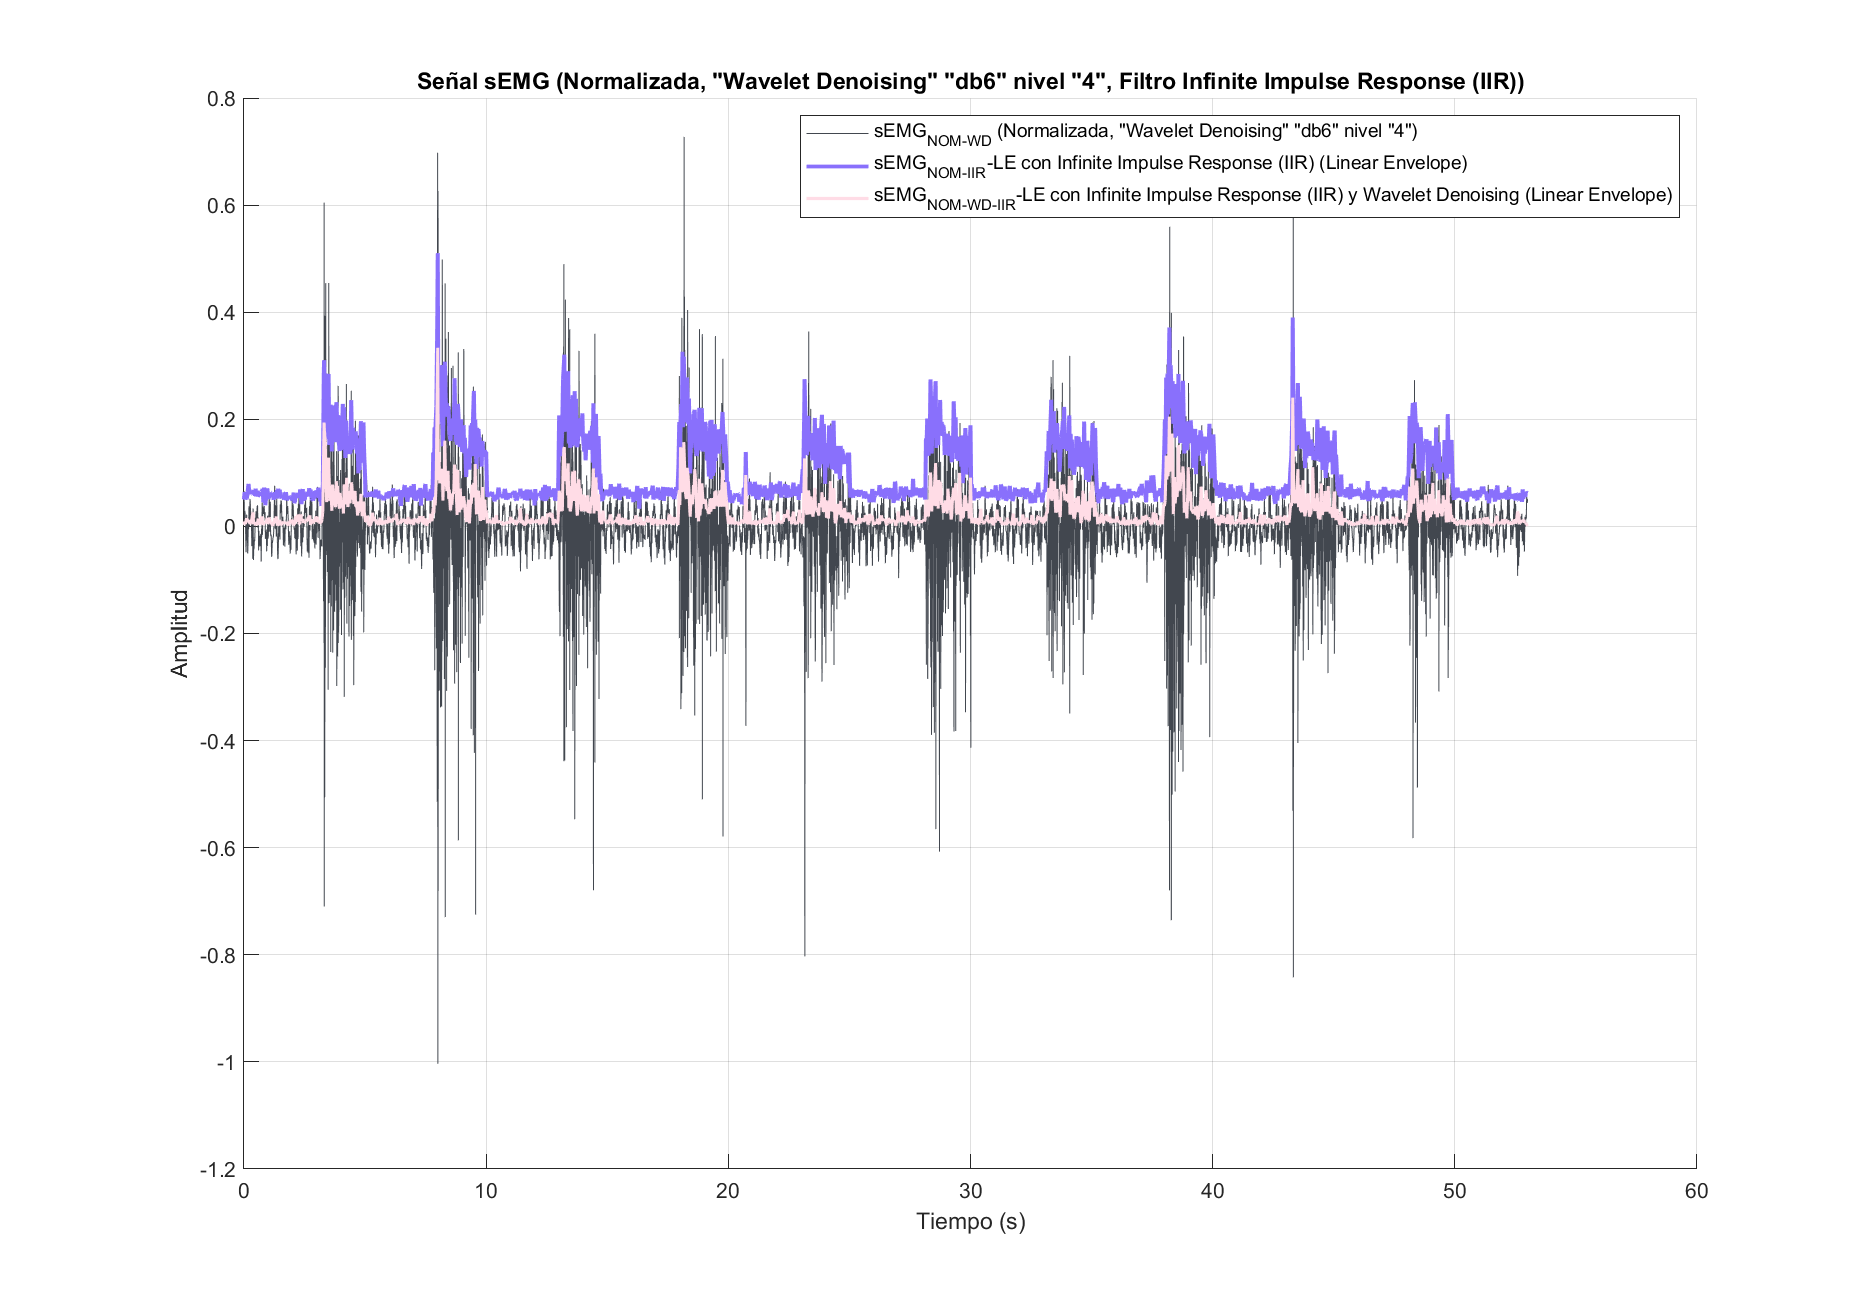 Señal sEMG (Normalizada, "Wavelet Denoising" "db6" nivel "4", Filtro Infinite Impulse Response (IIR))
sEMG_NOM-WD (Normalizada, "Wavelet Denoising" "db6" nivel "4")
sEMG_NOM-IIR-LE con Infinite Impulse Response (IIR) (Linear Envelope)
sEMG_NOM-WD-IIR-LE con Infinite Impulse Response (IIR) y Wavelet Denoising (Linear Envelope)
0.8
0.6
0.4
0.2
0
-0.2
-0.4
-0.6
-0.8
-1
-1.2
Amplitud
0 10 20 30 40 50 60
Tiempo (s)